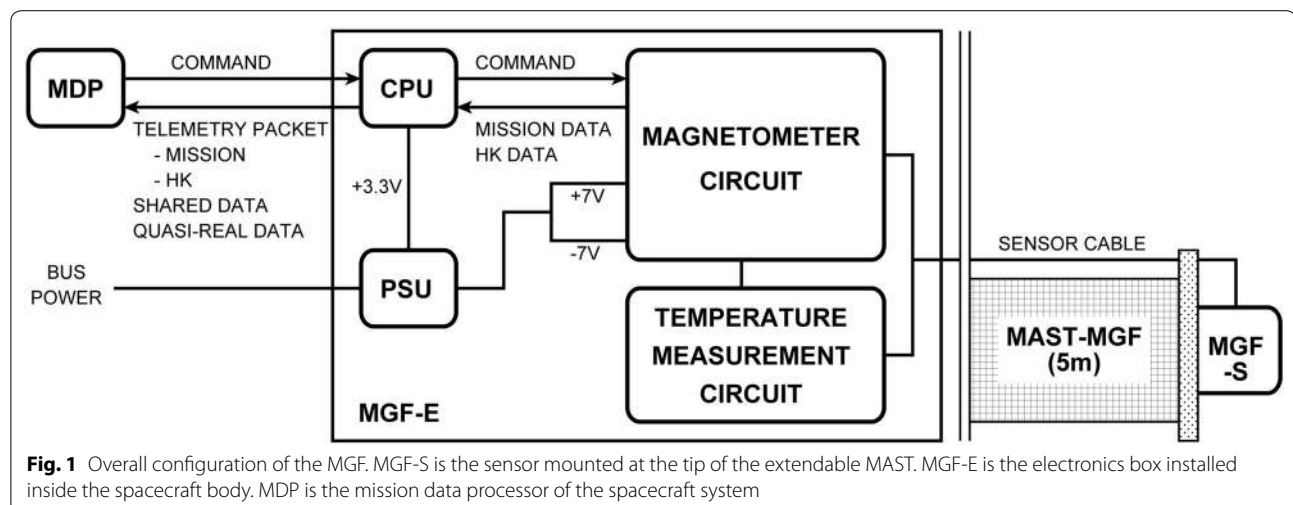 COMMAND
MDP
TELEMETRY PACKET
- MISSION
- HK
SHARED DATA
QUASI-REAL DATA
BUS
POWER
CPU
+3.3V
PSU
COMMAND
MISSION DATA
HK DATA
+7V
-7V
MAGNETOMETER
CIRCUIT
TEMPERATURE
MEASUREMENT
CIRCUIT
MGF-E
SENSOR CABLE
MAST-MGF
(5m)
MGF
-S
Fig. 1 Overall configuration of the MGF. MGF-S is the sensor mounted at the tip of the extendable MAST. MGF-E is the electronics box installed
inside the spacecraft body. MDP is the mission data processor of the spacecraft system